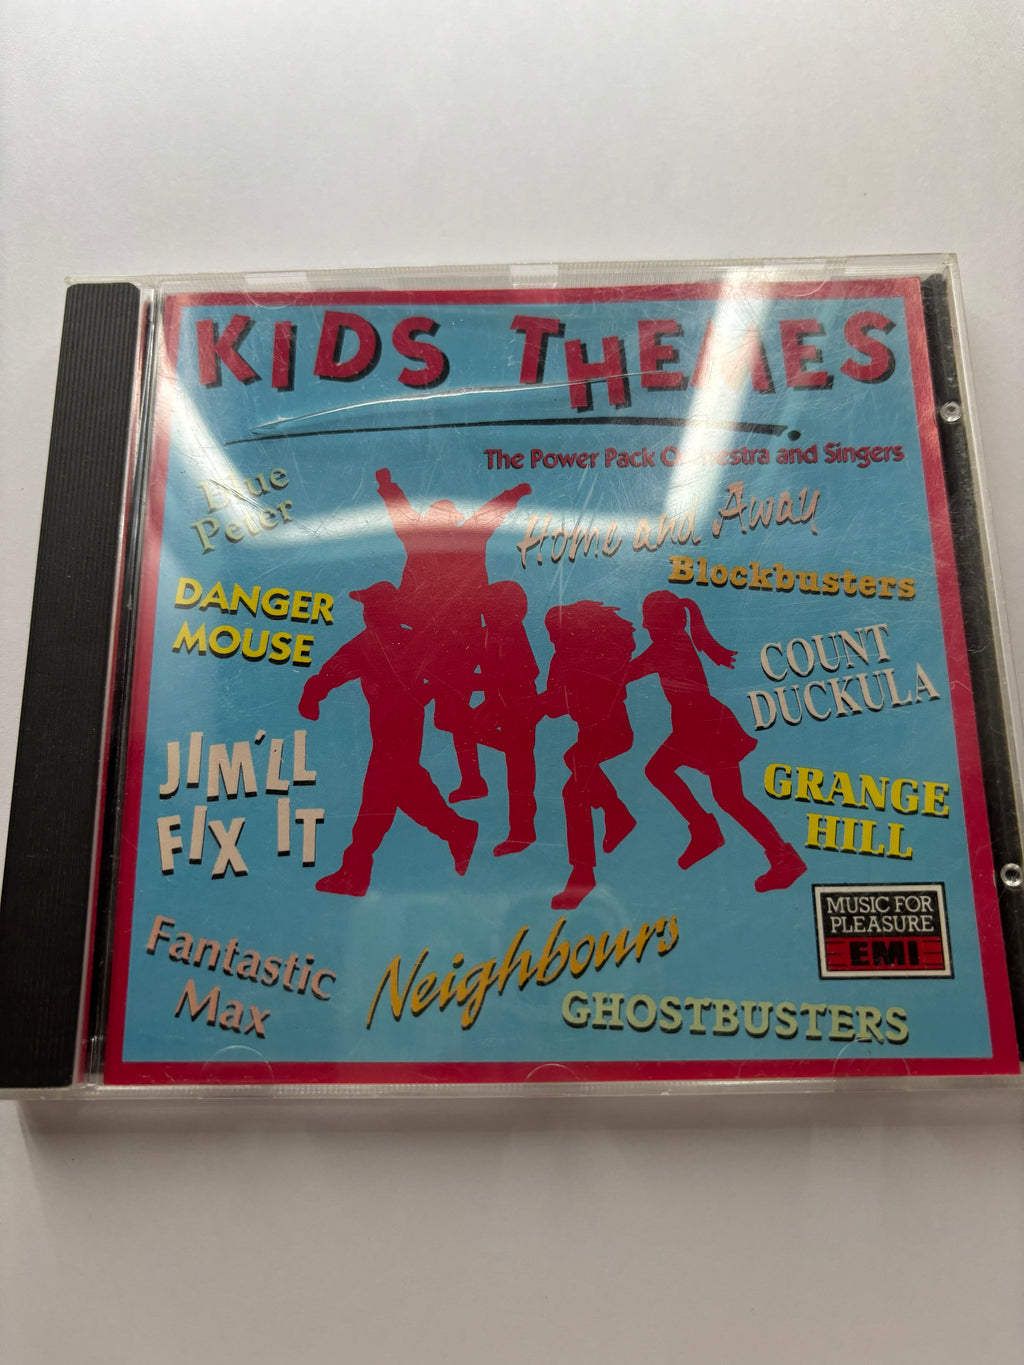 KIDS THEMES
The Power Pack Orchestra and Singers
Blue
Peter
Home and Away
Blockbusters
DANGER
MOUSE
COUNT
DUCKULA
JIM'LL
FIX IT
GRANGE
HILL
MUSIC FOR
PLEASURE
EMI
Fantastic
Max
Neighbours
GHOSTBUSTERS